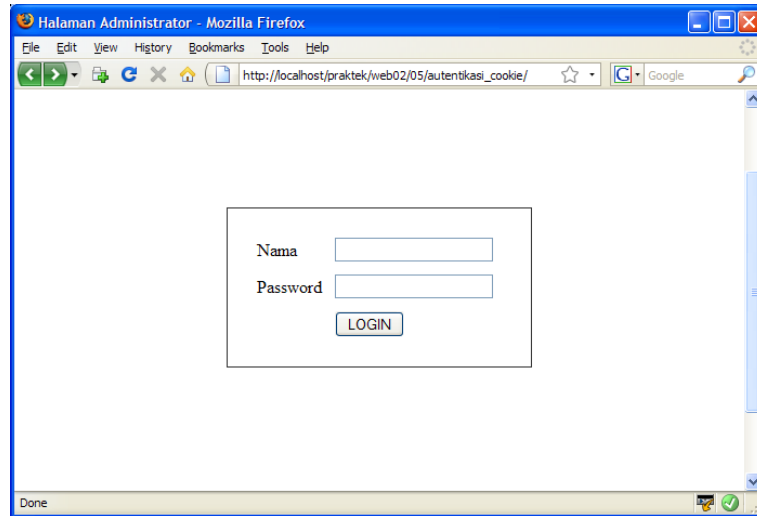 Halaman Administrator - Mozilla Firefox
File Edit View History Bookmarks Tools Help
http://localhost/praktek/web02/05/autentikasi_cookie/ G Google
Nama
Password
LOGIN
Done